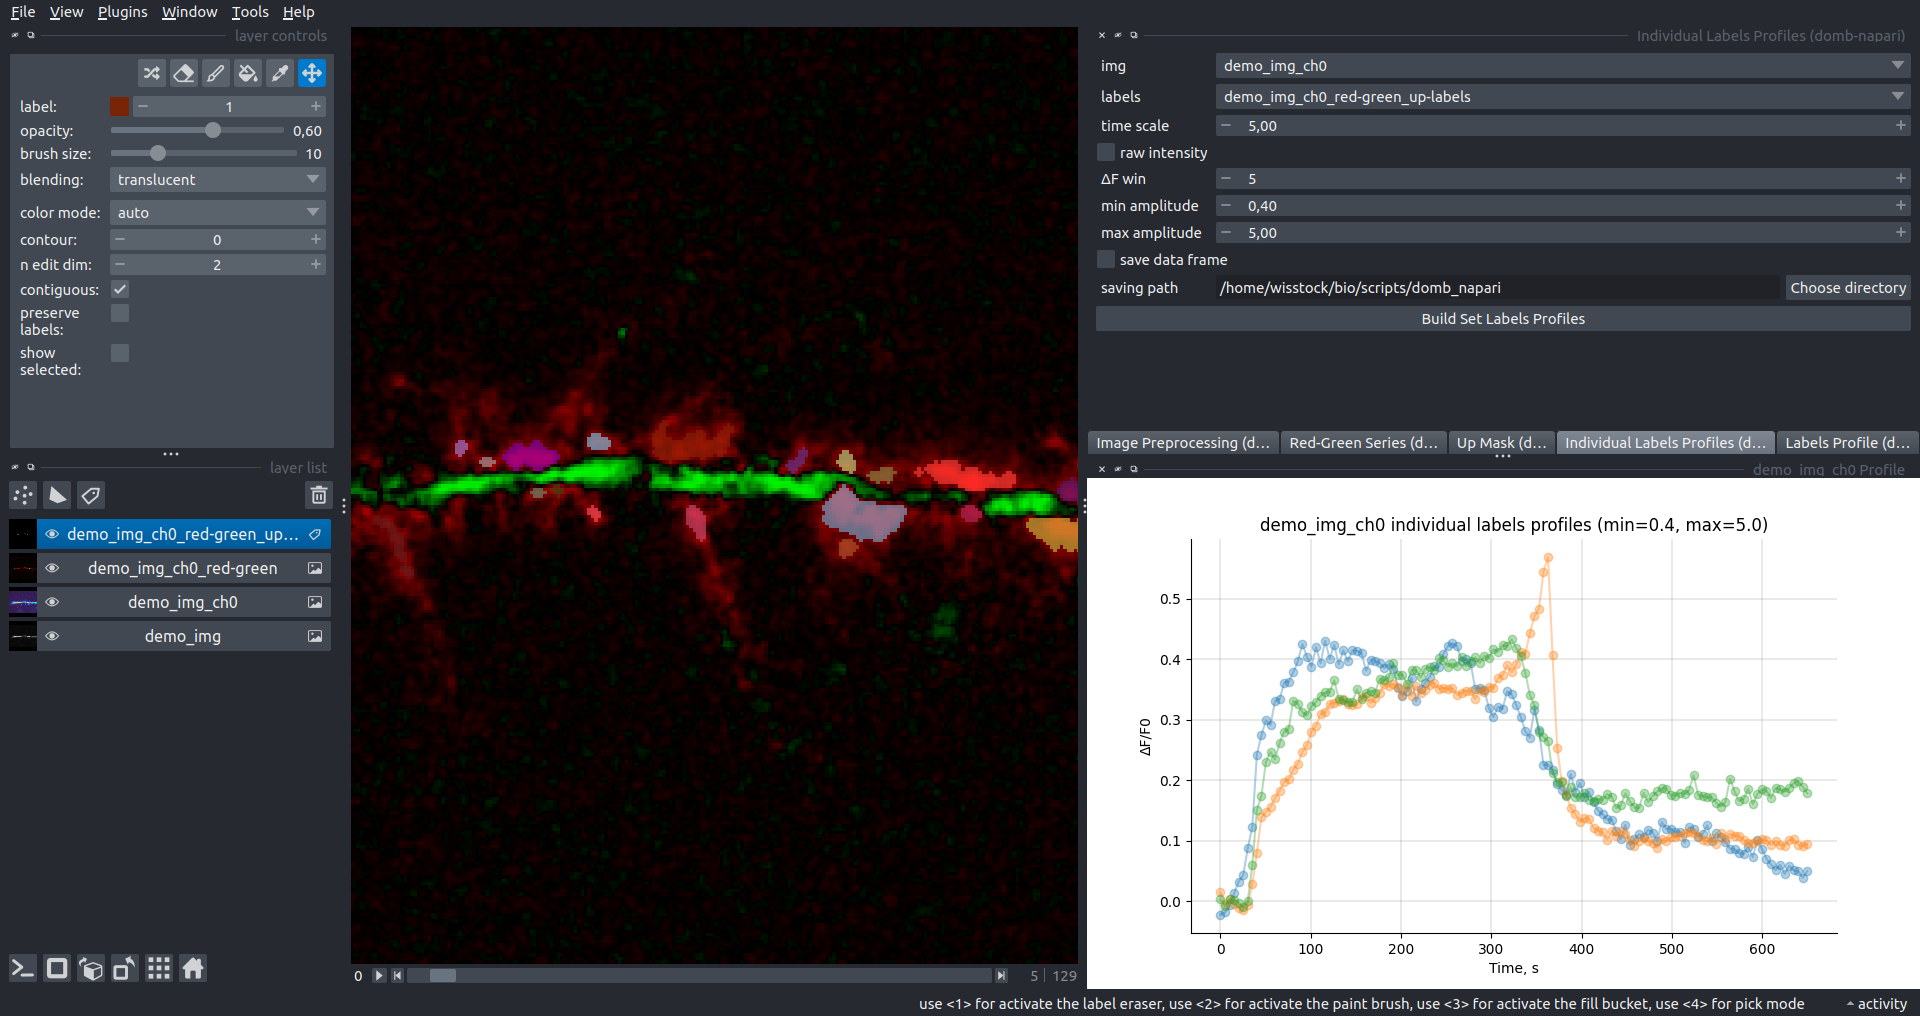 File View Plugins Window Tools Help
layer controls
label: 1
opacity: 0,60
brush size: 10
blending: translucent
color mode: auto
contour: 0
n edit dim: 2
contiguous:
preserve
labels:
show
selected:
layer list
demo_img_ch0_red-green_up...
demo_img_ch0_red-green
demo_img_ch0
demo_img
0 5 129
Individual Labels Profiles (domb-napari)
img demo_img_ch0
labels demo_img_ch0_red-green_up-labels
time scale 5,00
raw intensity
ΔF win 5
min amplitude 0,40
max amplitude 5,00
save data frame
saving path /home/wisstock/bio/scripts/domb_napari Choose directory
Build Set Labels Profiles
Image Preprocessing (d... Red-Green Series (d... Up Mask (d... Individual Labels Profiles (d... Labels Profile (d...
demo_img_ch0 Profile
demo_img_ch0 individual labels profiles (min=0.4, max=5.0)
0.5
0.4
0.3
0.2
0.1
0.0
ΔF/F0
0 100 200 300 400 500 600
Time, s
use <1> for activate the label eraser, use <2> for activate the paint brush, use <3> for activate the fill bucket, use <4> for pick mode
activity